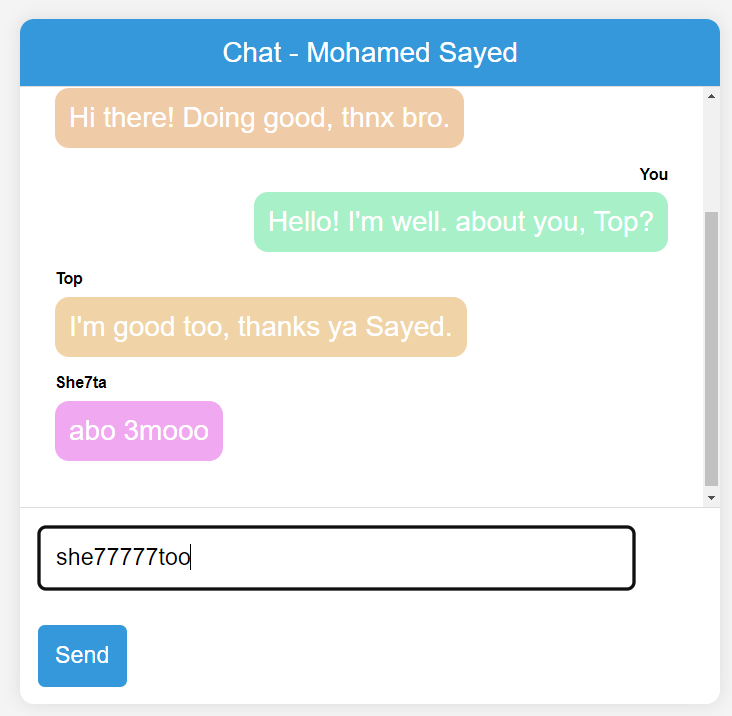 Chat - Mohamed Sayed
Hi there! Doing good, thnx bro.
You
Hello! I'm well. about you, Top?
Top
I'm good too, thanks ya Sayed.
She7ta
abo 3mooo
she77777too
Send